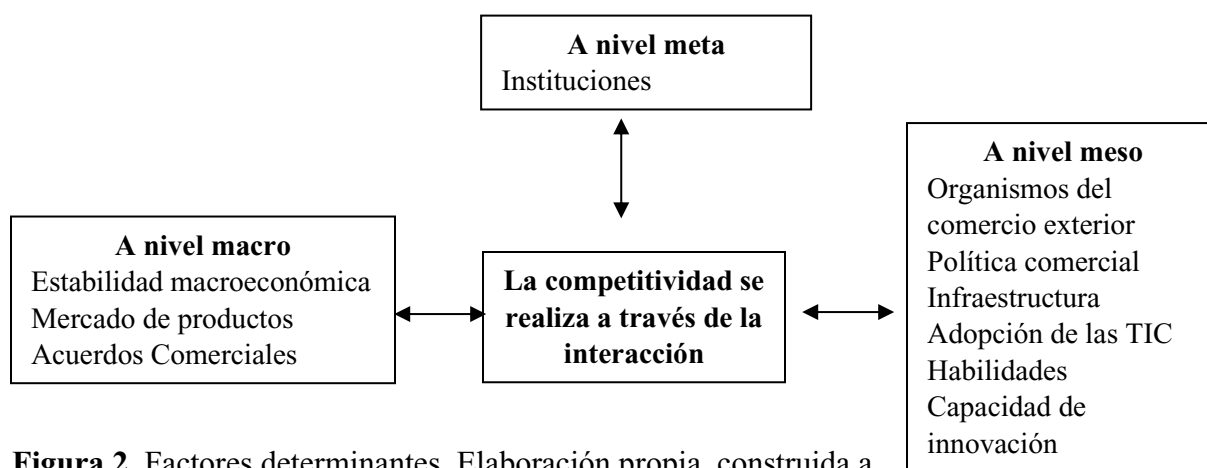 A nivel meta
Instituciones
A nivel macro
Estabilidad macroeconómica
Mercado de productos
Acuerdos Comerciales
La competitividad se
realiza a través de la
interacción
A nivel meso
Organismos del
comercio exterior
Política comercial
Infraestructura
Adopción de las TIC
Habilidades
Capacidad de
innovación
Figura 2. Factores determinantes. Elaboración propia, construida a